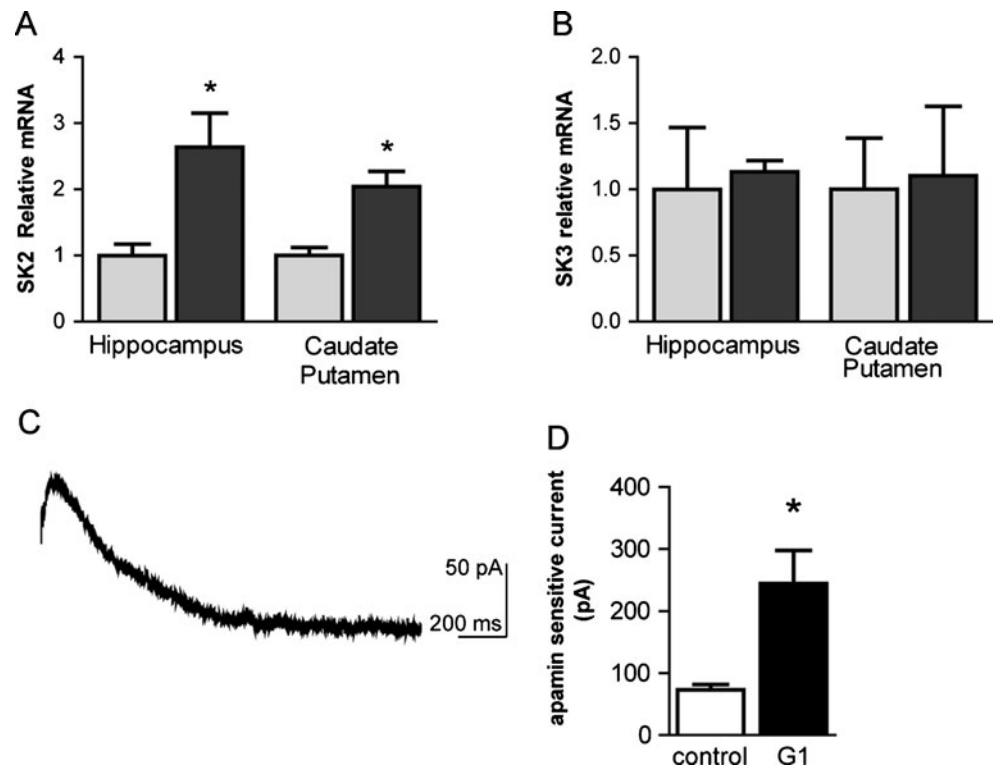 A
SK2 Relative mRNA
4
3
2
1
0
*
*
Hippocampus
Caudate
Putamen
B
SK3 relative mRNA
2.0
1.5
1.0
0.5
0.0
Hippocampus
Caudate
Putamen
C
50 pA
200 ms
D
apamin sensitive current
(pA)
400
300
200
100
0
*
control
G1